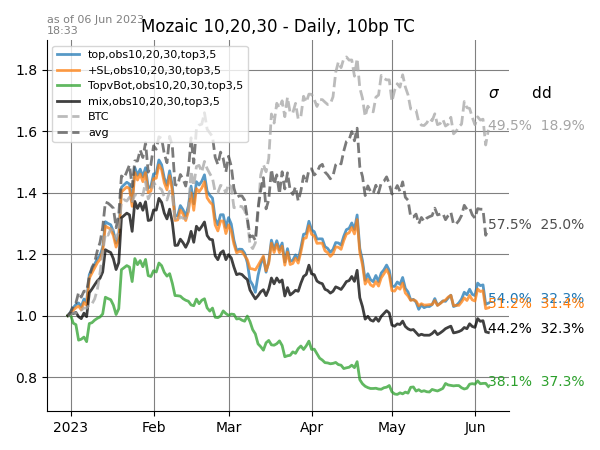 as of 06 Jun 2023
18:33
Mozaic 10,20,30 - Daily, 10bp TC
top,obs10,20,30,top3,5
+SL,obs10,20,30,top3,5
TopvBot,obs10,20,30,top3,5
mix,obs10,20,30,top3,5
BTC
avg
σ dd
49.5% 18.9%
57.5% 25.0%
54.0% 32.3%
51.2% 31.4%
44.2% 32.3%
38.1% 37.3%
1.8
1.6
1.4
1.2
1.0
0.8
2023 Feb Mar Apr May Jun